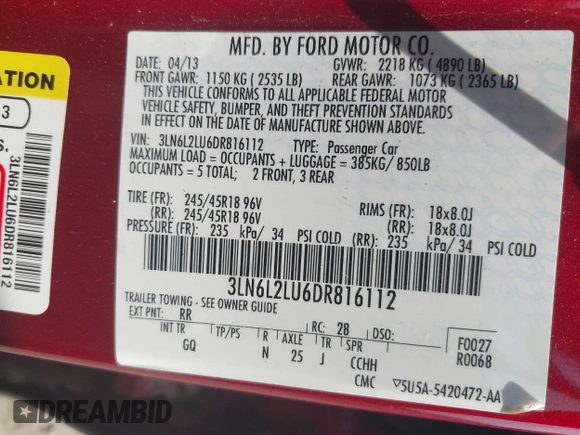 MFD. BY FORD MOTOR CO.
DATE: 04/13 GVWR: 2218 KG ( 4890 LB)
FRONT GAWR: 1150 KG ( 2535 LB) REAR GAWR: 1073 KG ( 2365 LB)
THIS VEHICLE CONFORMS TO ALL APPLICABLE FEDERAL MOTOR
VEHICLE SAFETY, BUMPER, AND THEFT PREVENTION STANDARDS
IN EFFECT ON THE DATE OF MANUFACTURE SHOWN ABOVE.
VIN: 3LN6L2LU6DR816112 TYPE: Passenger Car
MAXIMUM LOAD = OCCUPANTS + LUGGAGE = 385KG/ 850LB
OCCUPANTS = 5 TOTAL; 2 FRONT, 3 REAR
TIRE (FR): 245/45R18 96V RIMS (FR): 18x8.0J
(RR): 245/45R18 96V (RR): 18x8.0J
PRESSURE (FR): 235 kPa/ 34 PSI COLD (RR): 235 kPa/ 34 PSI COLD
3LN6L2LU6DR816112
TRAILER TOWING - SEE OWNER GUIDE
EXT PNT: RR RC: 28 DSO: F0027
INT TR TP/PS R AXLE TR SPR R0068
GQ N 25 J CCHH
CMC ▽5U5A-5420472-AA
ATION
3
S.
3LN6L2LU6DR816112
DREAMBID